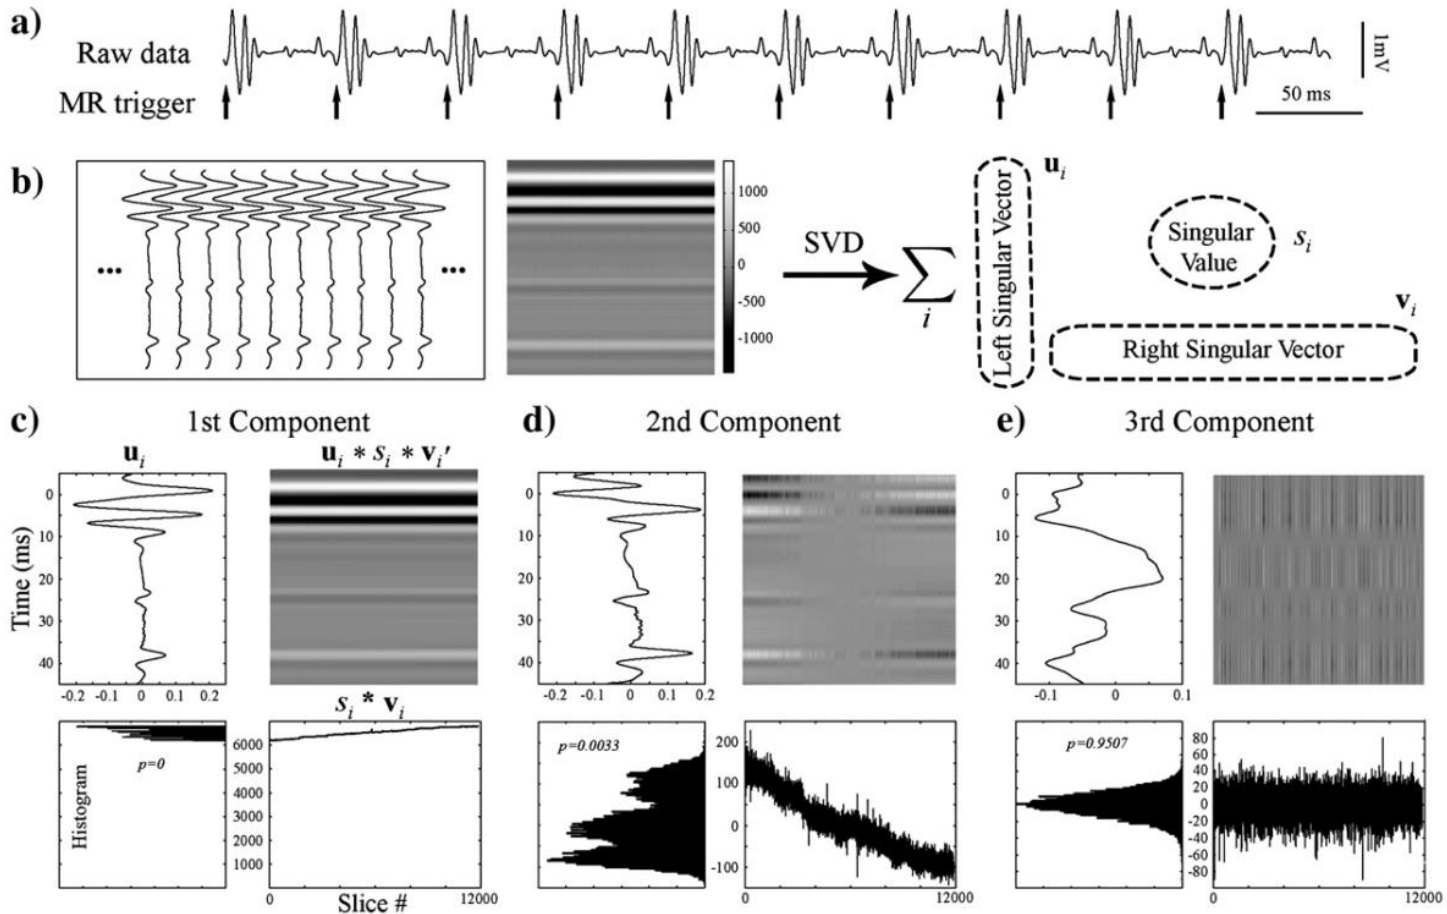 a)
Raw data
MR trigger
1mV
50 ms
b)
•••
•••
1000
500
0
-500
-1000
SVD
∑
i
Left Singular Vector
u_i
Singular
Value
s_i
v_i
Right Singular Vector
c)
1st Component
d)
2nd Component
e)
3rd Component
u_i
u_i * s_i * v_i′
Time (ms)
0
10
20
30
40
-0.2 -0.1 0 0.1 0.2
0
10
20
30
40
-0.2 -0.1 0 0.1 0.2
0
10
20
30
40
-0.1 0 0.1
s_i * v_i
Histogram
p=0
6000
5000
4000
3000
2000
1000
0 12000
Slice #
p=0.0033
200
100
0
-100
0 12000
p=0.9507
80
60
40
20
0
-20
-40
-60
-80
0 12000